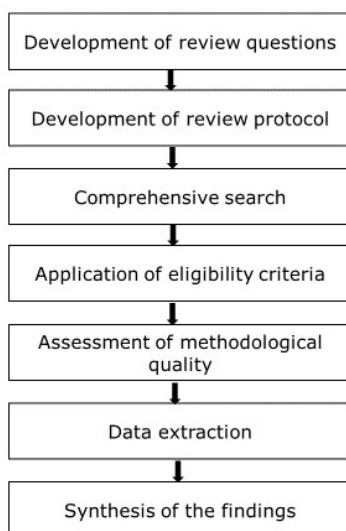 Development of review questions
Development of review protocol
Comprehensive search
Application of eligibility criteria
Assessment of methodological
quality
Data extraction
Synthesis of the findings